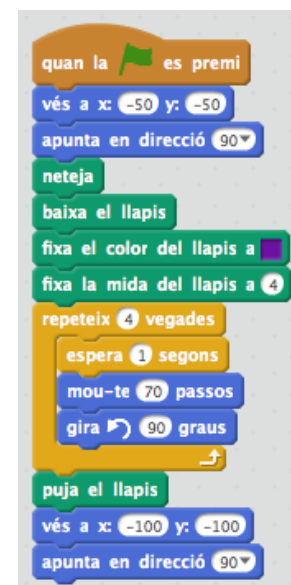 quan la es premi
vés a x: -50 y: -50
apunta en direcció 90
neteja
baixa el llapis
fixa el color del llapis a
fixa la mida del llapis a 4
repeteix 4 vegades
espera 1 segons
mou-te 70 passos
gira 90 graus
puja el llapis
vés a x: -100 y: -100
apunta en direcció 90